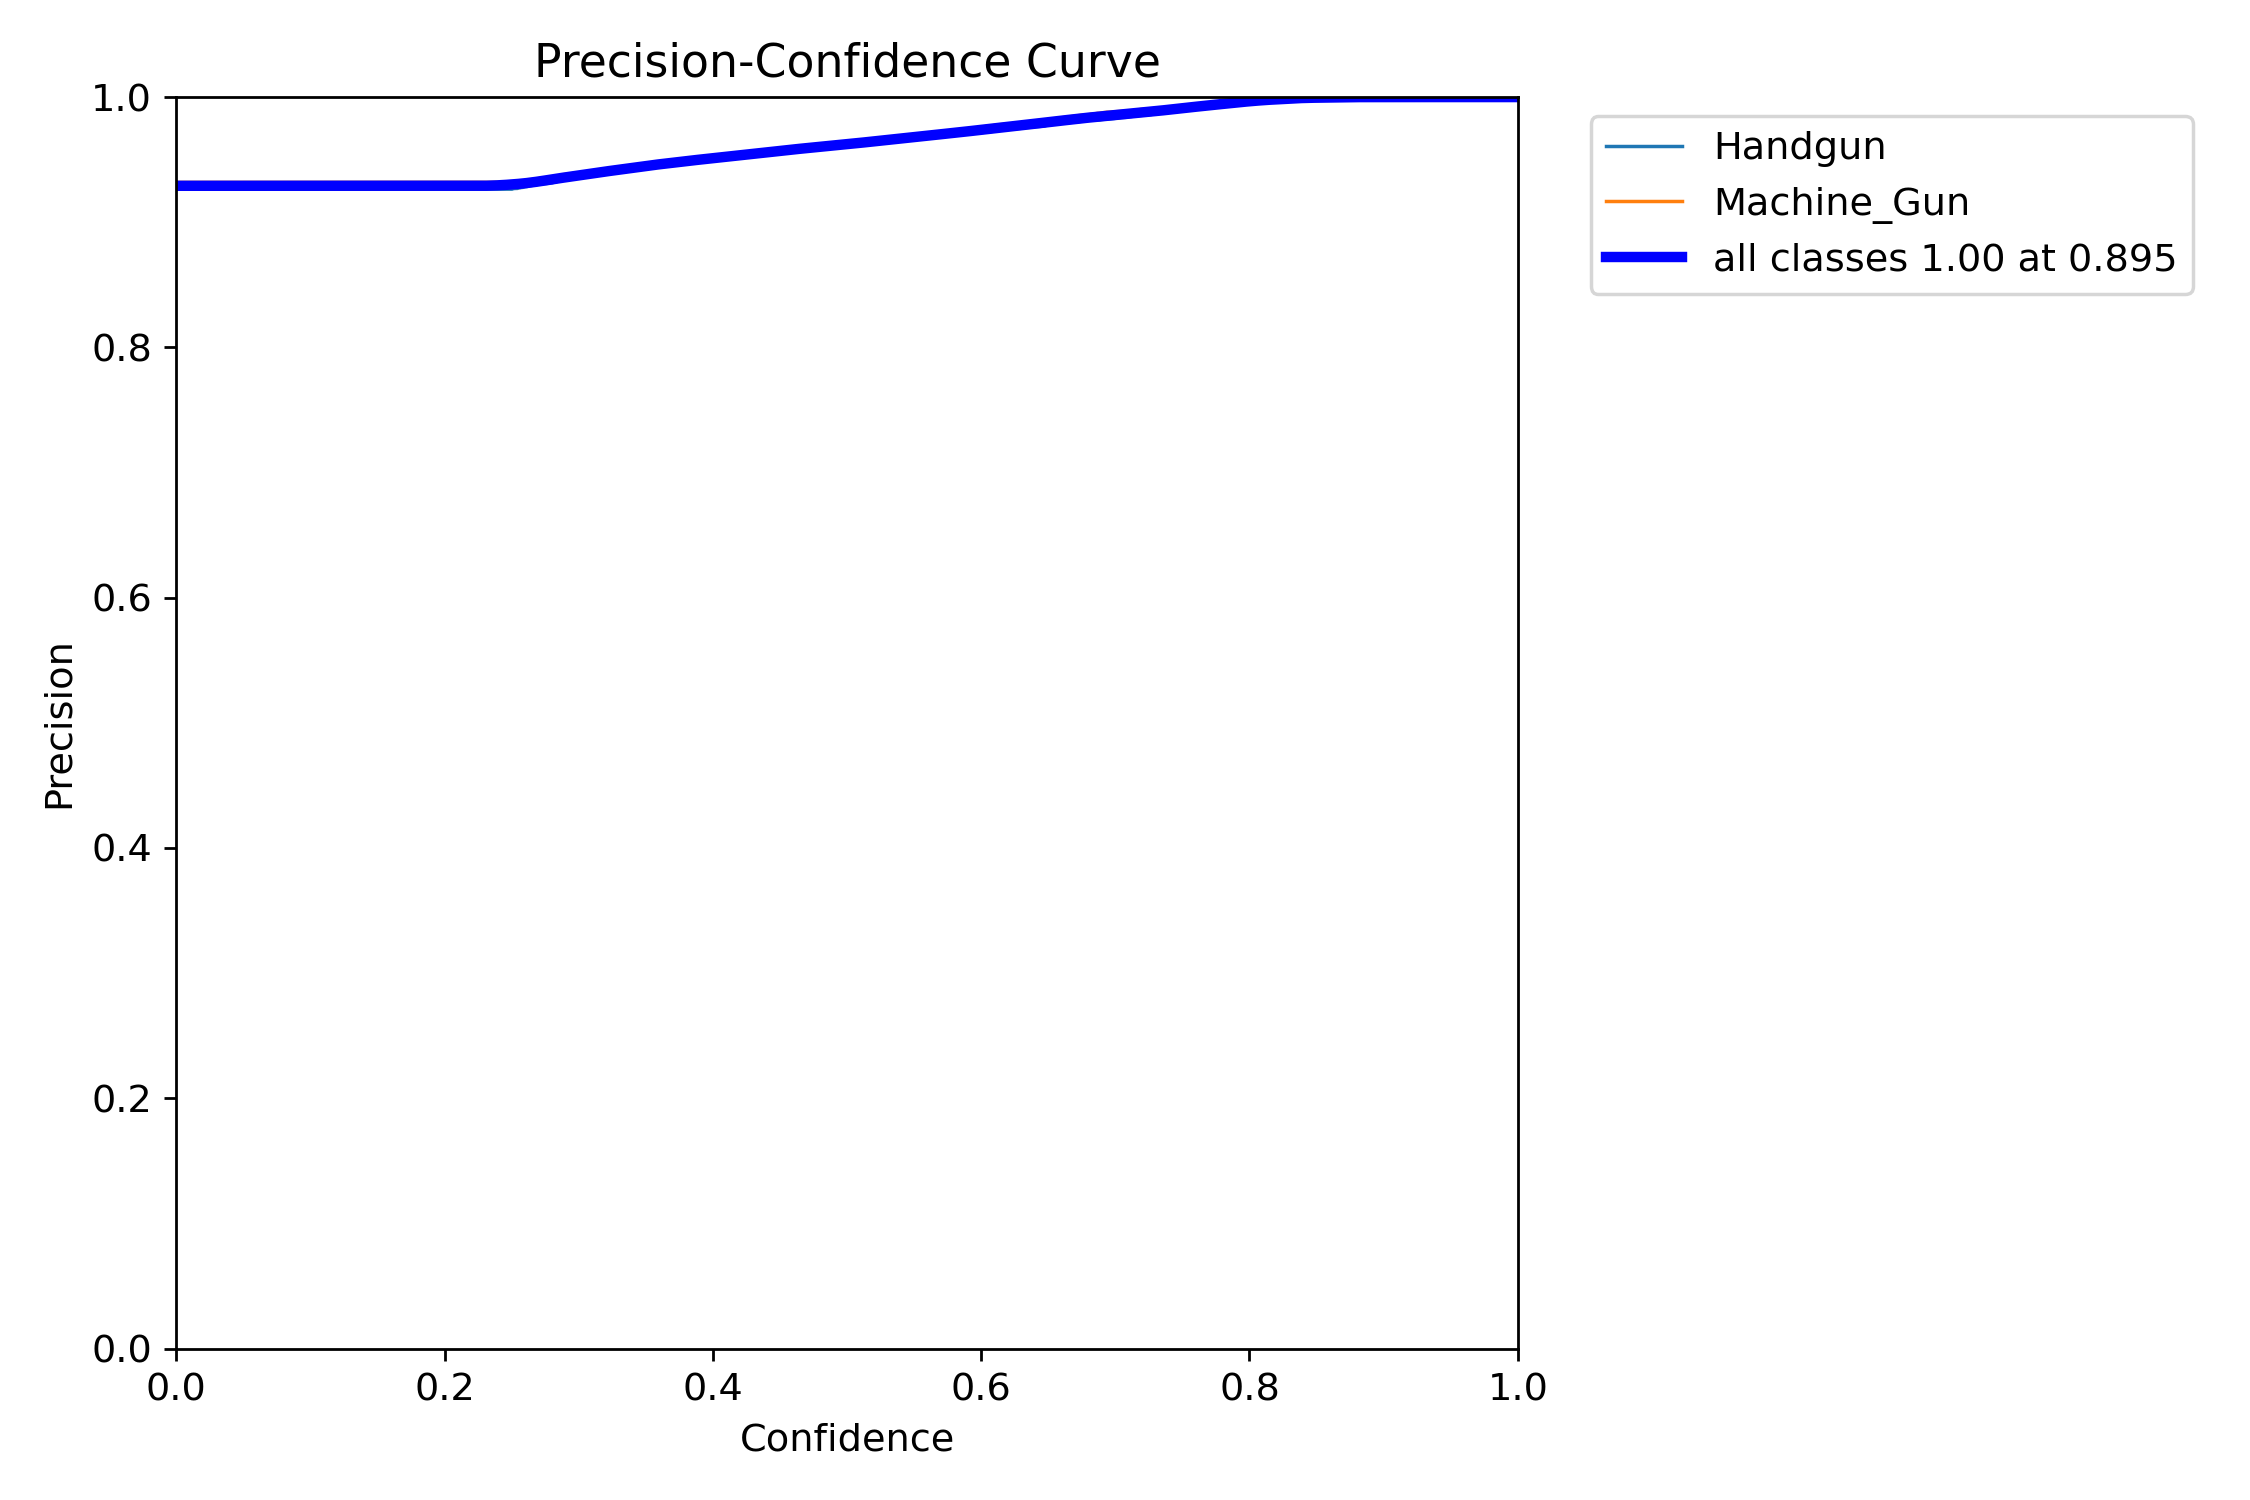 Precision-Confidence Curve
1.0
0.8
0.6
0.4
0.2
0.0
Precision
0.0 0.2 0.4 0.6 0.8 1.0
Confidence
Handgun
Machine_Gun
all classes 1.00 at 0.895